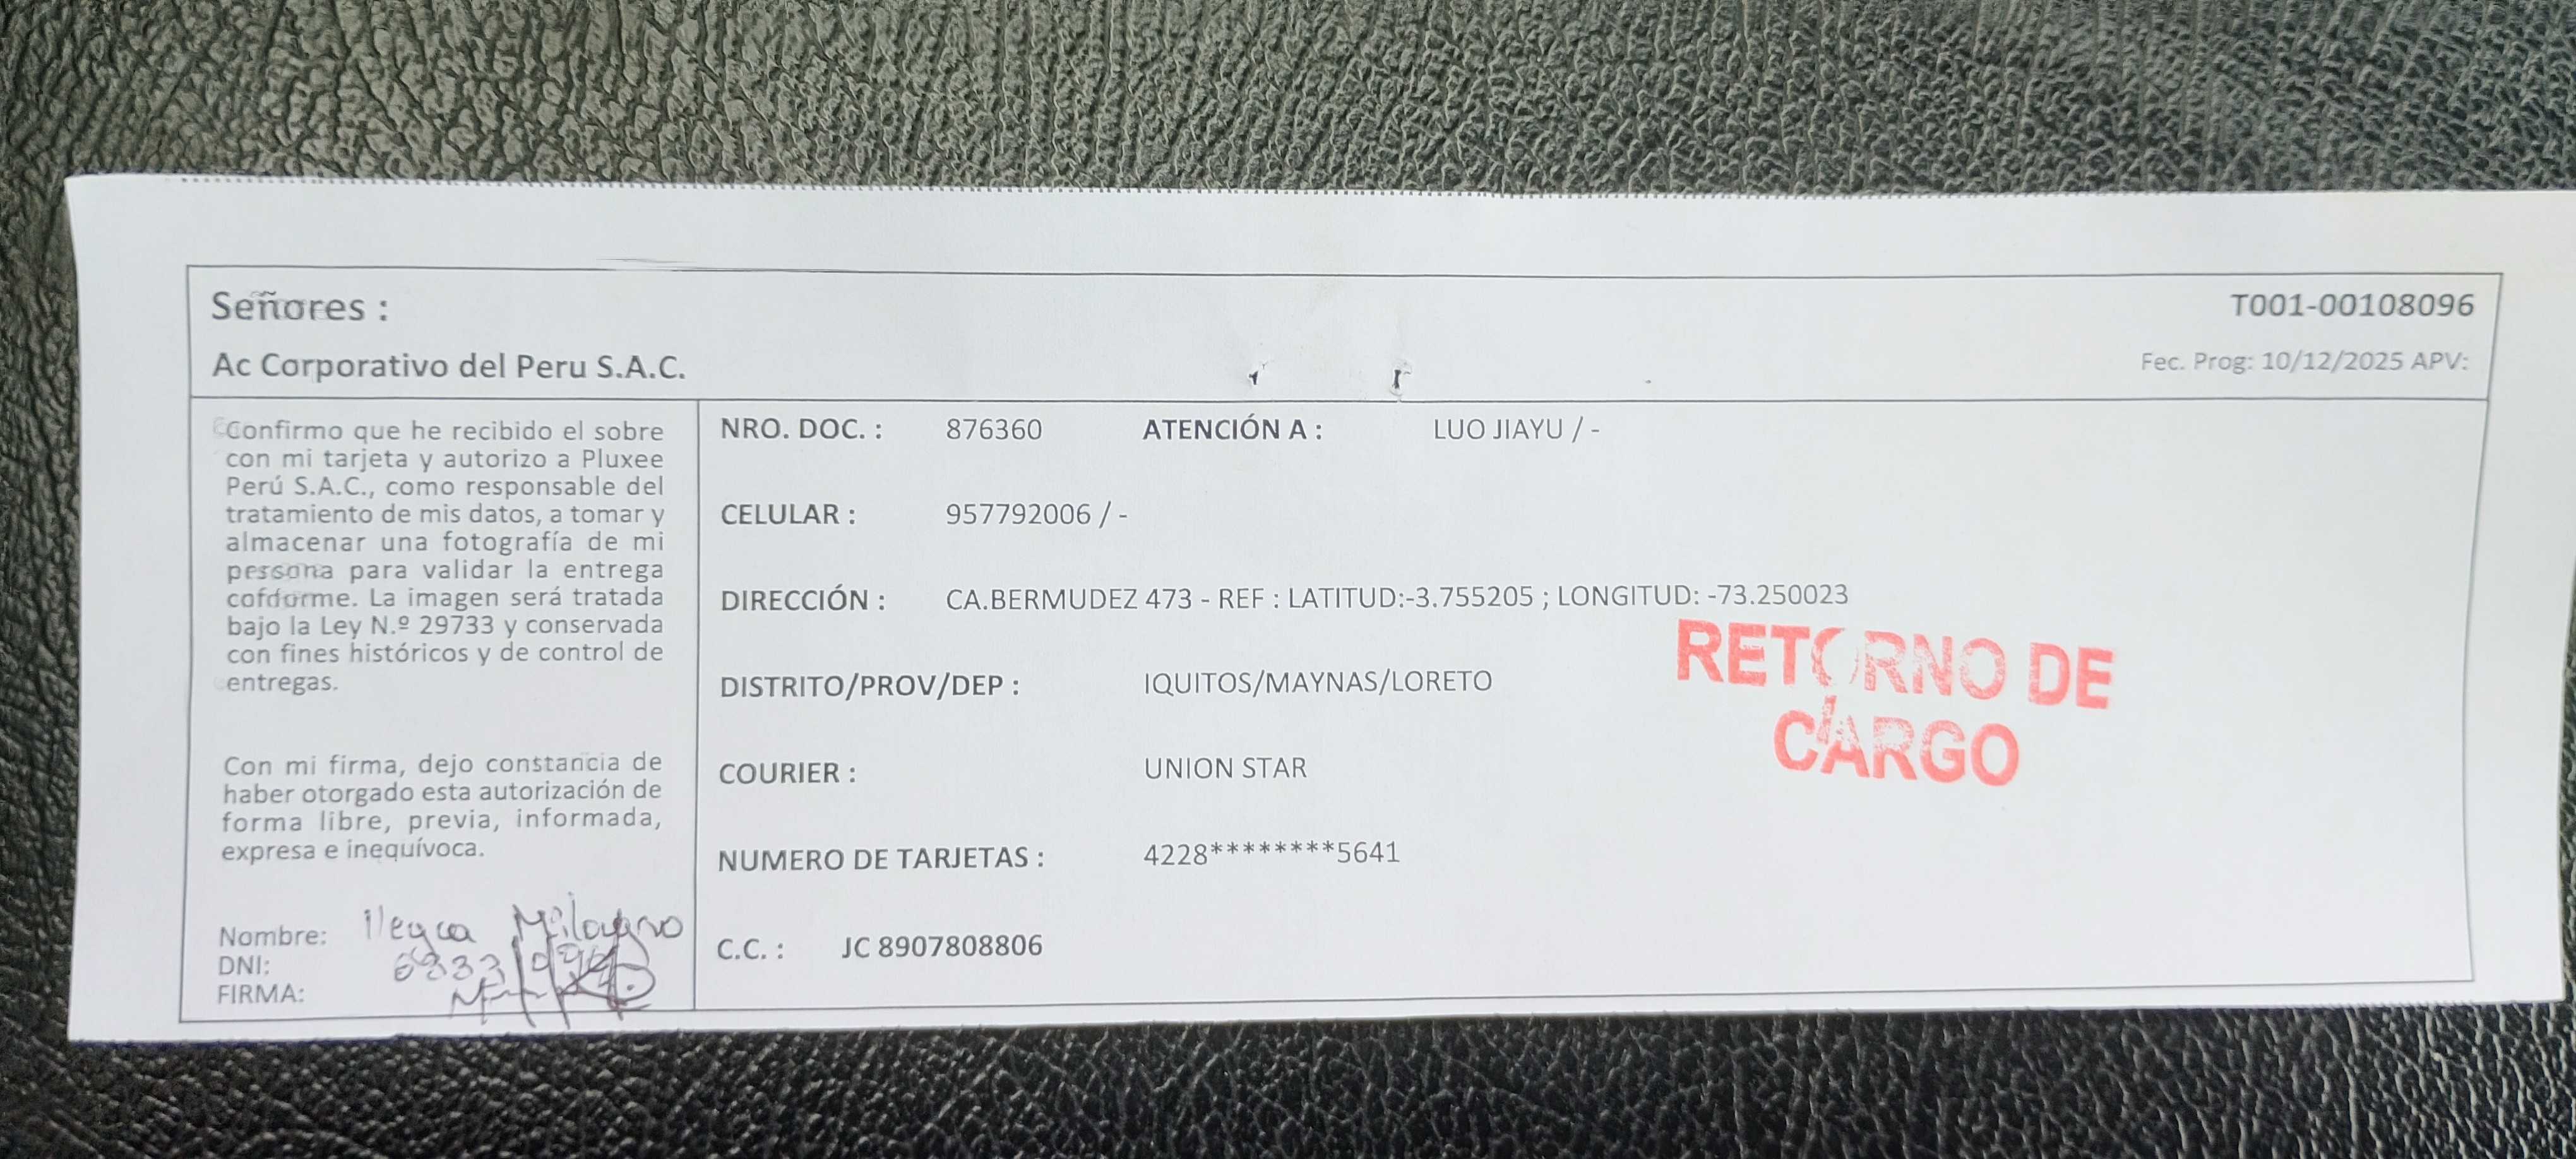 Señores :
Ac Corporativo del Peru S.A.C.
T001-00108096
Fec. Prog: 10/12/2025 APV:
Confirmo que he recibido el sobre
con mi tarjeta y autorizo a Pluxee
Perú S.A.C., como responsable del
tratamiento de mis datos, a tomar y
almacenar una fotografía de mi
persona para validar la entrega
cofdorme. La imagen será tratada
bajo la Ley N.º 29733 y conservada
con fines históricos y de control de
entregas.
Con mi firma, dejo constancia de
haber otorgado esta autorización de
forma libre, previa, informada,
expresa e inequívoca.
Nombre: Milagro
DNI:
FIRMA:
NRO. DOC. : 876360 ATENCIÓN A : LUO JIAYU / -
CELULAR : 957792006 / -
DIRECCIÓN : CA.BERMUDEZ 473 - REF : LATITUD:-3.755205 ; LONGITUD: -73.250023
DISTRITO/PROV/DEP : IQUITOS/MAYNAS/LORETO
COURIER : UNION STAR
NUMERO DE TARJETAS : 4228********5641
C.C. : JC 8907808806
RETORNO DE
CARGO